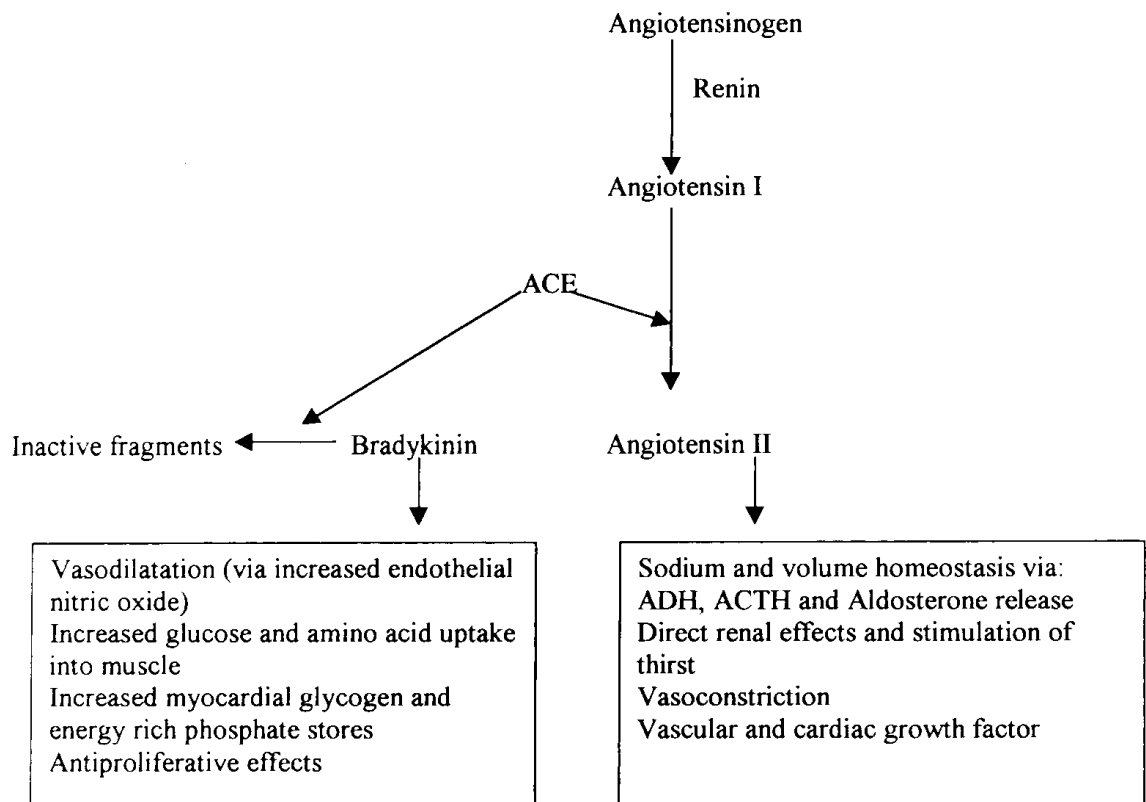 Angiotensinogen
Renin
Angiotensin I
ACE
Inactive fragments
Bradykinin
Angiotensin II
Vasodilatation (via increased endothelial
nitric oxide)
Increased glucose and amino acid uptake
into muscle
Increased myocardial glycogen and
energy rich phosphate stores
Antiproliferative effects
Sodium and volume homeostasis via:
ADH, ACTH and Aldosterone release
Direct renal effects and stimulation of
thirst
Vasoconstriction
Vascular and cardiac growth factor